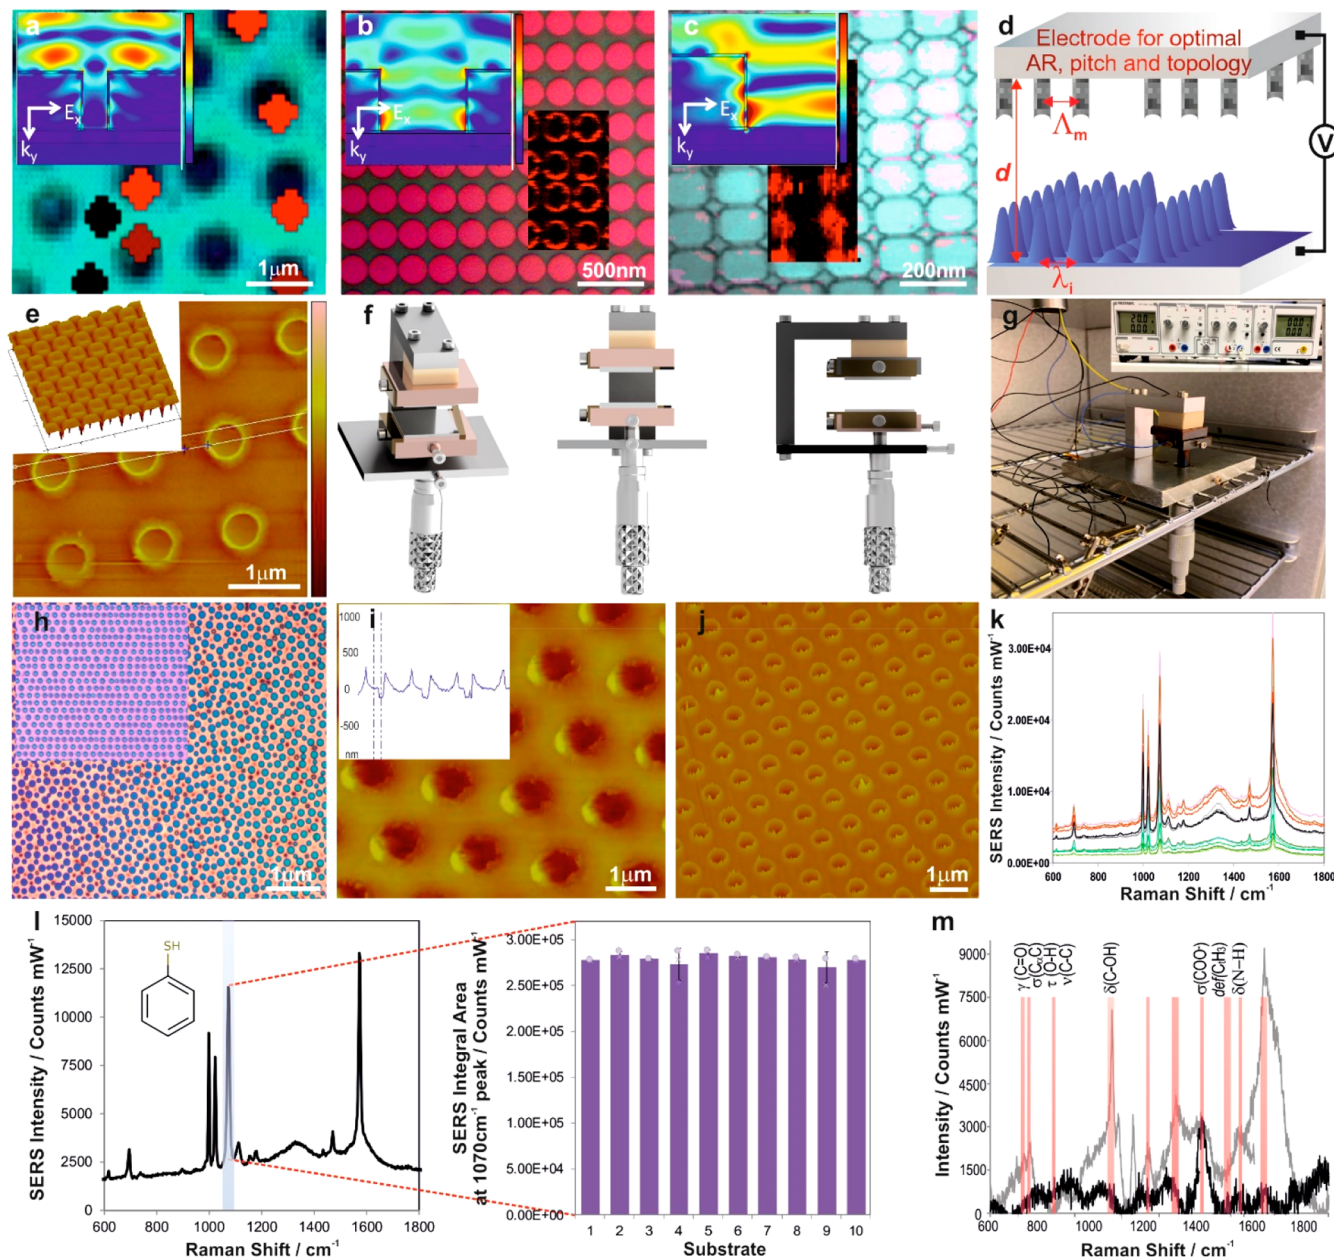 a
Eₓ
kᵧ
1μm
b
Eₓ
kᵧ
500nm
c
Eₓ
kᵧ
200nm
d
Electrode for optimal
AR, pitch and topology
Λm
d
λi
V
e
1μm
f
g
h
1μm
i
1000
500
0
-500
nm
1μm
j
1μm
k
SERS Intensity / Counts mW⁻¹
3.00E+04
2.00E+04
1.00E+04
0.00E+00
600 800 1000 1200 1400 1600 1800
Raman Shift / cm⁻¹
l
SERS Intensity / Counts mW⁻¹
15000
12500
10000
7500
5000
2500
0
SH
600 800 1000 1200 1400 1600 1800
Raman Shift / cm⁻¹
SERS Integral Area
at 1070cm⁻¹ peak / Counts mW⁻¹
3.00E+05
2.50E+05
2.00E+05
1.50E+05
1.00E+05
5.00E+04
0.00E+00
1 2 3 4 5 6 7 8 9 10
Substrate
m
Intensity / Counts mW⁻¹
9000
7500
6000
4500
3000
1500
0
γ(C=O)
τ(O-H)
ν(C-C)
δ(C-OH)
σ(COO⁻)
δ(N–H)
600 800 1000 1200 1400 1600 1800
Raman Shift / cm⁻¹